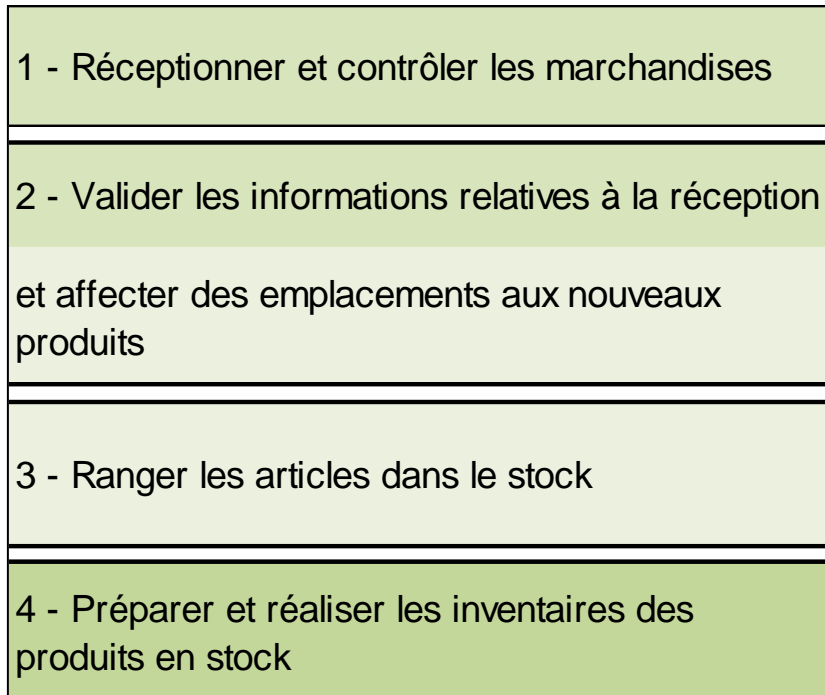 1 - Réceptionner et contrôler les marchandises
2 - Valider les informations relatives à la réception
et affecter des emplacements aux nouveaux
produits
3 - Ranger les articles dans le stock
4 - Préparer et réaliser les inventaires des
produits en stock